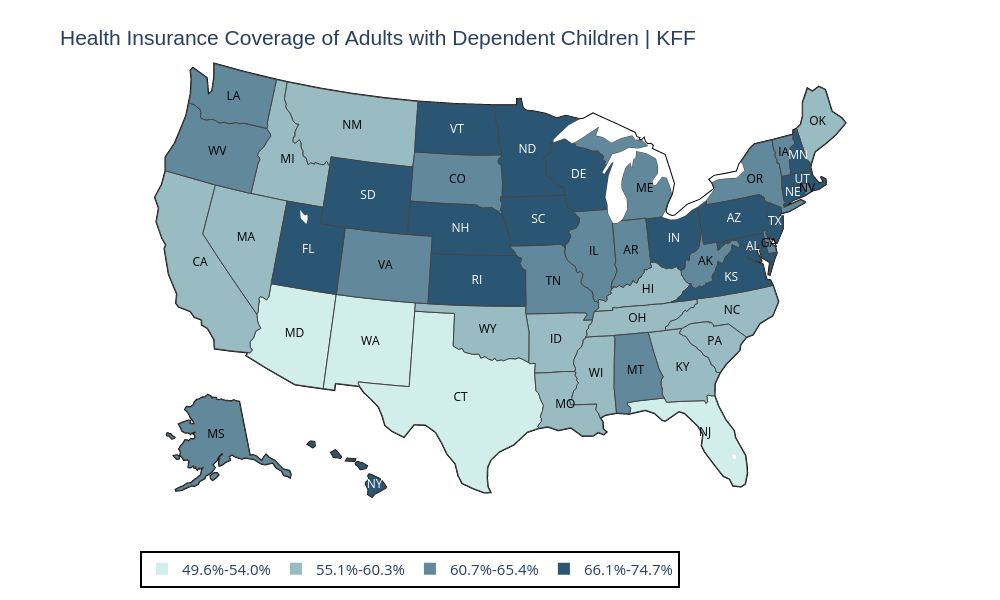 Health Insurance Coverage of Adults with Dependent Children | KFF
LA
OK
NM
VT
WV
ND
IA
MN
MI
DE
CO
OR
UT
ME
NE
NV
SD
SC
AZ
TX
NH
MA
IN
GA
FL
AL
IL
AR
CA
VA
AK
RI
TN
KS
HI
NC
OH
WY
MD
ID
PA
WA
KY
WI
MT
CT
MO
NJ
MS
NY
49.6%-54.0% 55.1%-60.3% 60.7%-65.4% 66.1%-74.7%